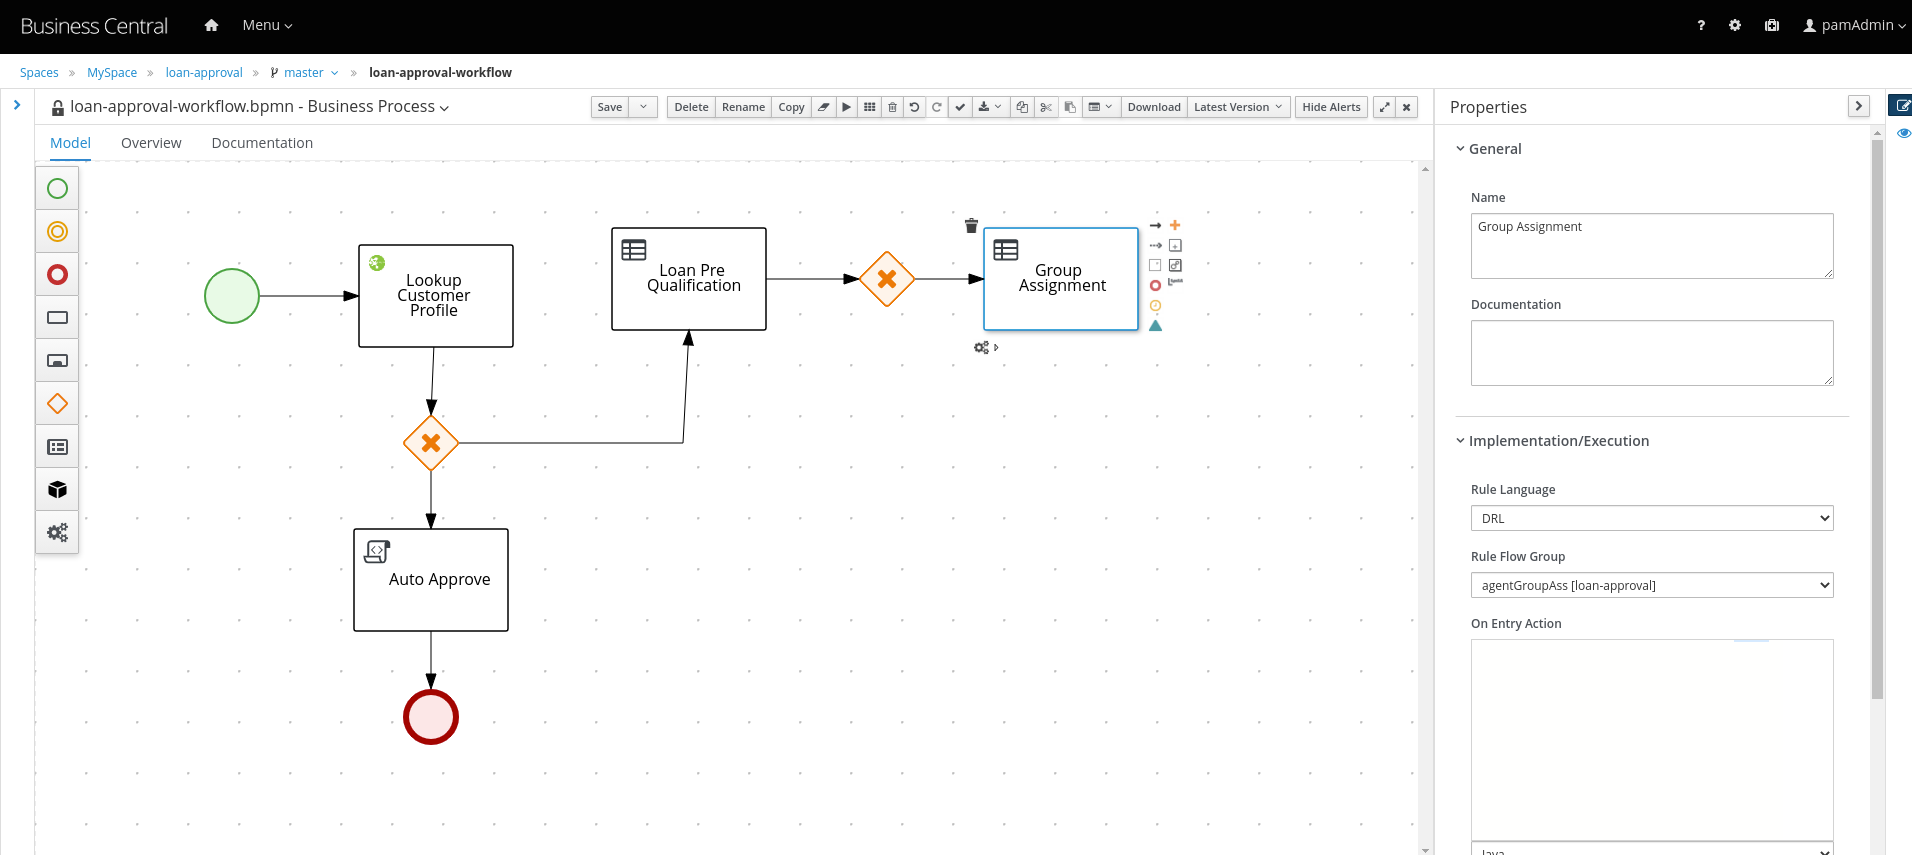 Business Central
Menu
?
pamAdmin
Spaces » MySpace » loan-approval » master » loan-approval-workflow
loan-approval-workflow.bpmn - Business Process
Save
Delete
Rename
Copy
Download
Latest Version
Hide Alerts
Properties
Model
Overview
Documentation
General
Name
Group Assignment
Documentation
Implementation/Execution
Rule Language
DRL
Rule Flow Group
agentGroupAss [loan-approval]
On Entry Action
Java
Lookup
Customer
Profile
Loan Pre
Qualification
Group
Assignment
Auto Approve